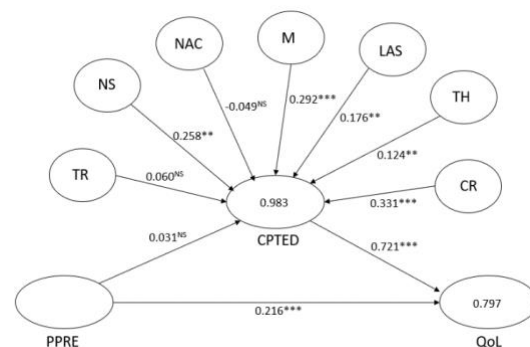 NAC
M
LAS
NS
TH
TR
CR
-0.049ᴺˢ
0.292***
0.176**
0.258**
0.124**
0.060ᴺˢ
0.331***
0.983
CPTED
0.031ᴺˢ
0.721***
0.216***
0.797
PPRE
QoL